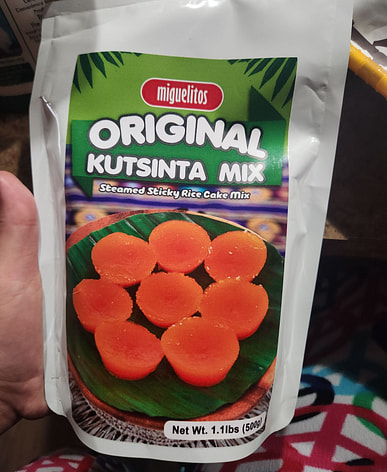 miguelitos
ORIGINAL
KUTSINTA MIX
Steamed Sticky Rice Cake Mix
Net Wt. 1.1lbs (500g)